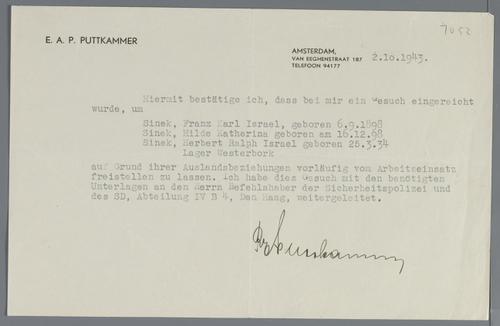 7052
E. A. P. PUTTKAMMER
AMSTERDAM,
VAN EEGHENSTRAAT 187
TELEFOON 94177
2.10.1943.
Hiermit bestätige ich, dass bei mir ein Gesuch eingereicht
wurde, um
Sinek, Franz Karl Israel, geboren 6.9.1898
Sinek, Hilde Katherina geboren am 16.12.98
Sinek, Herbert Ralph Israel geboren 25.3.34
Lager Westerbork
auf Grund ihrer Auslandsbeziehungen vorläufig vom Arbeitseinsatz
freistellen zu lassen. Ich habe dies Gesuch mit den benötigten
Unterlagen an den Herrn Befehlshaber der Sicherheitspolizei und
des SD, Abteilung IV B 4, Den Haag, weitergeleitet.
Puttkammer